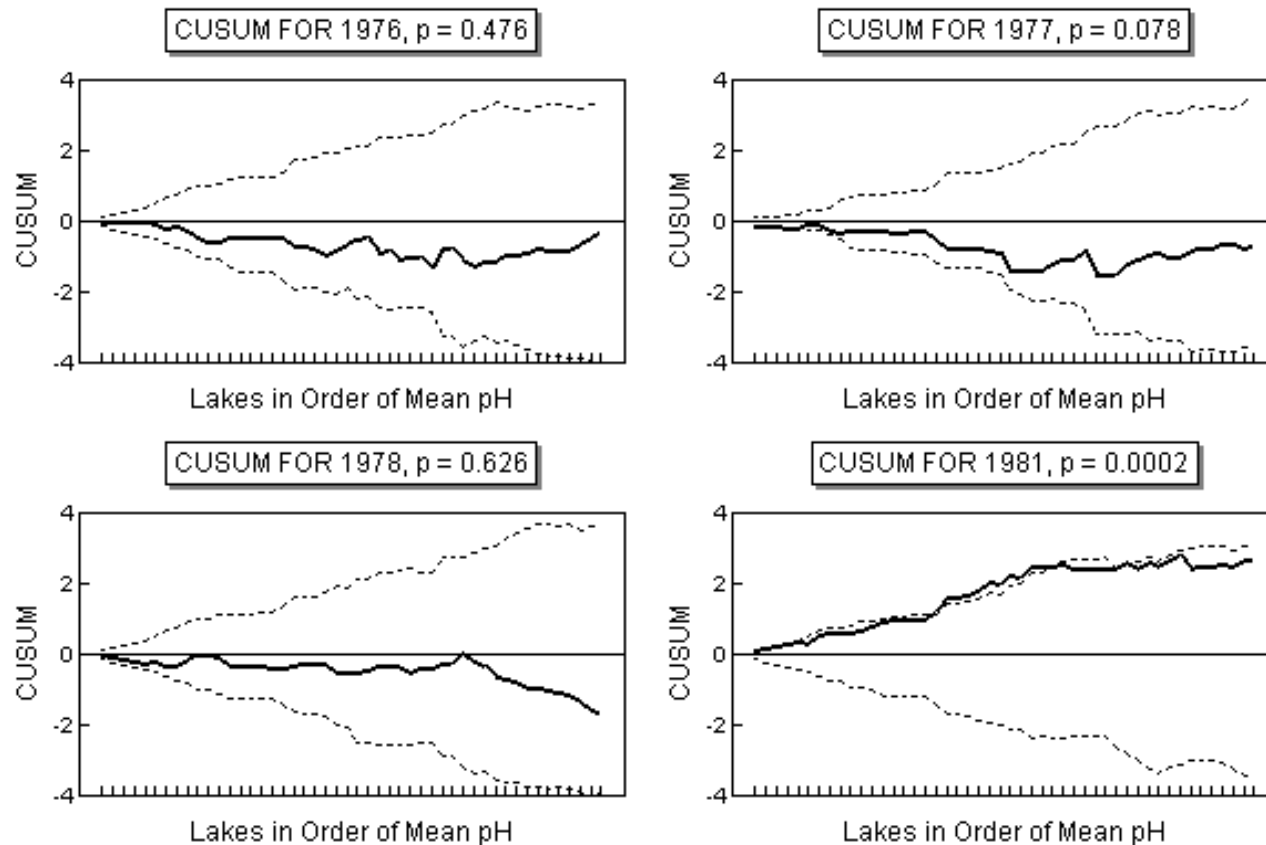 CUSUM FOR 1976, p = 0.476
4
2
0
-2
-4
CUSUM
Lakes in Order of Mean pH
CUSUM FOR 1977, p = 0.078
4
2
0
-2
-4
CUSUM
Lakes in Order of Mean pH
CUSUM FOR 1978, p = 0.626
4
2
0
-2
-4
CUSUM
Lakes in Order of Mean pH
CUSUM FOR 1981, p = 0.0002
4
2
0
-2
-4
CUSUM
Lakes in Order of Mean pH